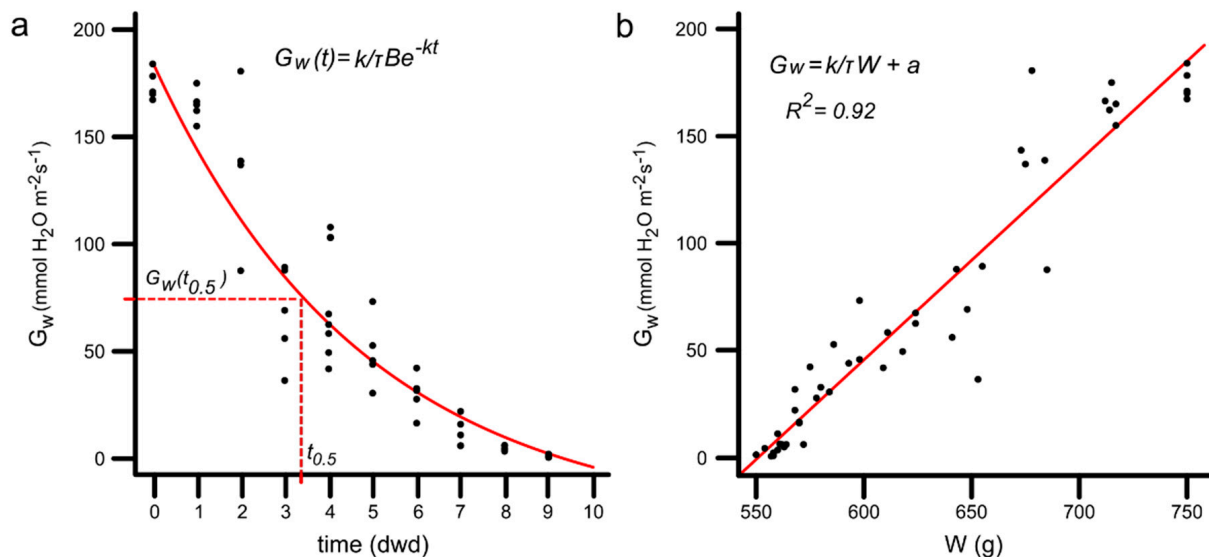 a
G_w(t)=k/τBe^-kt
G_w (mmol H₂O m⁻²s⁻¹)
200
150
100
50
0
G_w(t_0.5)
t_0.5
0 1 2 3 4 5 6 7 8 9 10
time (dwd)
b
G_w=k/τW + a
R²= 0.92
G_w (mmol H₂O m⁻²s⁻¹)
200
150
100
50
0
550 600 650 700 750
W (g)